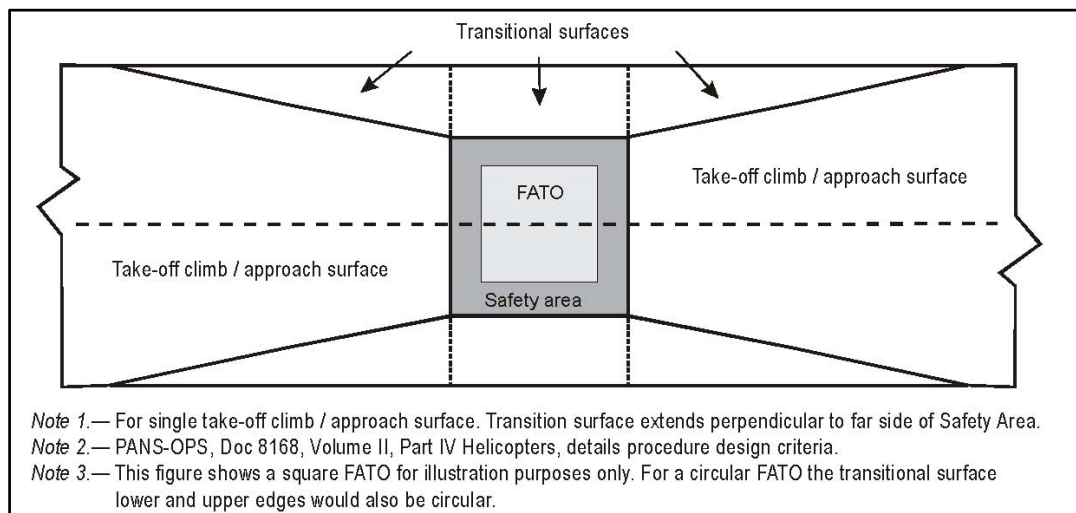 Transitional surfaces
FATO
Take-off climb / approach surface
Take-off climb / approach surface
Safety area
Note 1.— For single take-off climb / approach surface. Transition surface extends perpendicular to far side of Safety Area.
Note 2.— PANS-OPS, Doc 8168, Volume II, Part IV Helicopters, details procedure design criteria.
Note 3.— This figure shows a square FATO for illustration purposes only. For a circular FATO the transitional surface
lower and upper edges would also be circular.